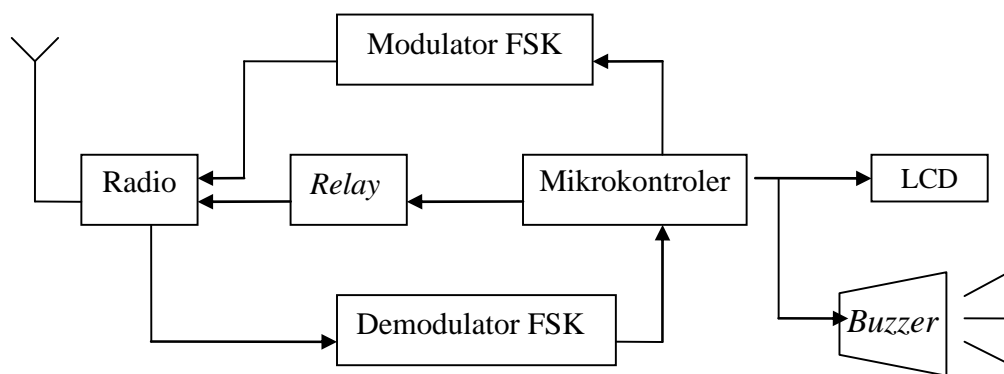 Modulator FSK
Radio
Relay
Mikrokontroler
LCD
Demodulator FSK
Buzzer